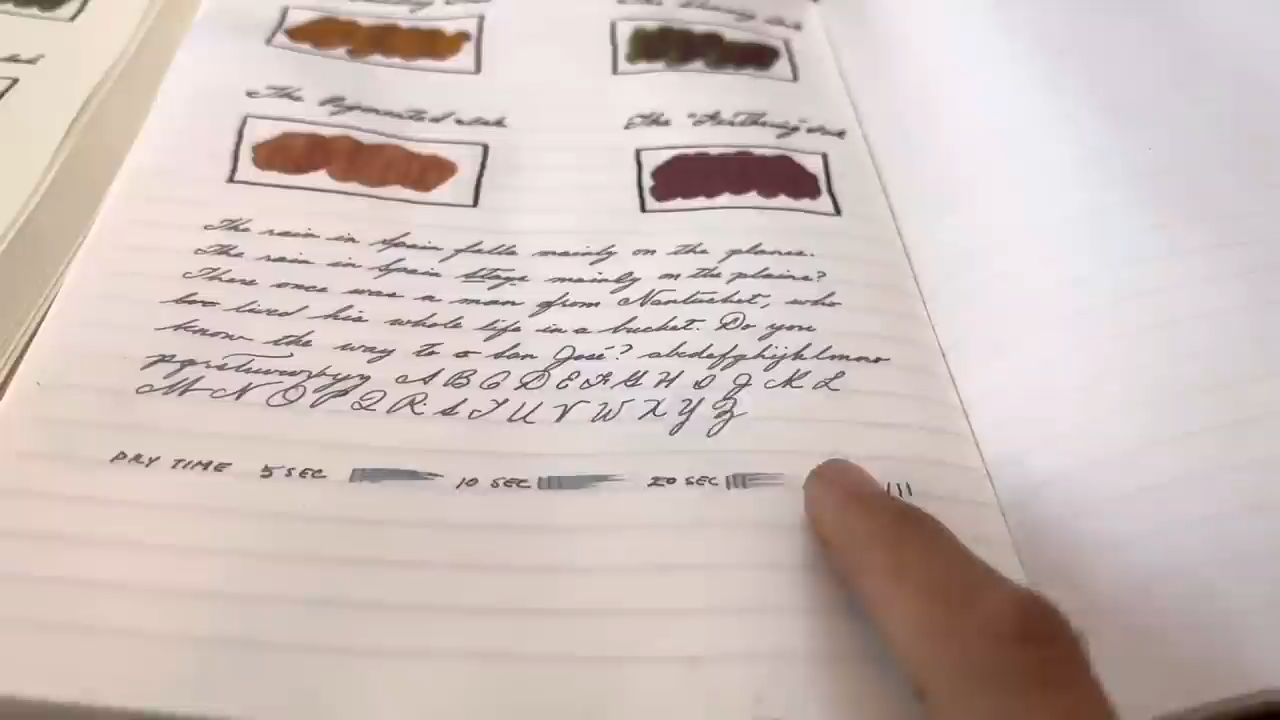 The Pigmented ink
The "Feathering" ink
The rain in Spain falls mainly on the planes.
The rain in Spain stays mainly on the plains?
There once was a man from Nantucket, who
lived his whole life in a bucket. Do you
know the way to San José? abcdefghijklmno
pqrstuvwxyz A B C D E F G H I J K L
M N O P Q R S T U V W X Y Z
DRY TIME 5 SEC 10 SEC 20 SEC